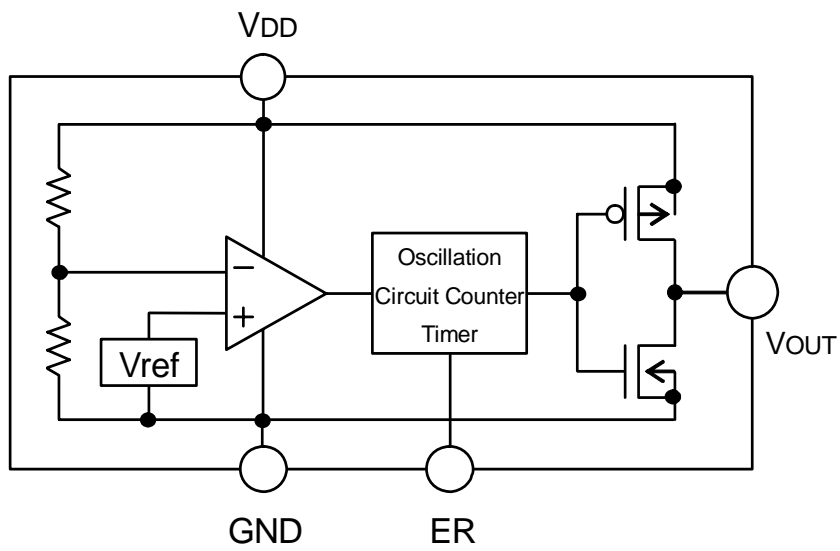 VDD
−
+
Vref
Oscillation
Circuit Counter
Timer
VOUT
GND
ER